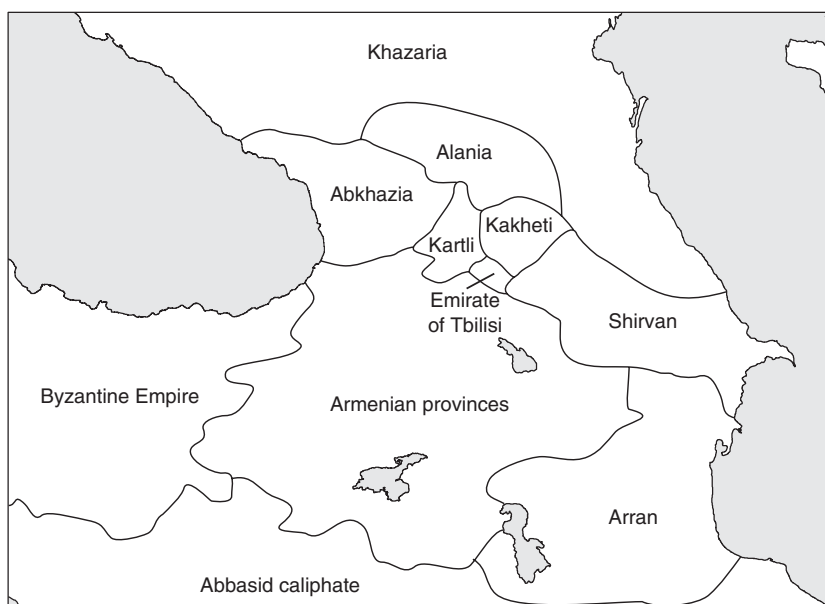 Khazaria
Alania
Abkhazia
Kakheti
Kartli
Emirate
of Tbilisi
Shirvan
Byzantine Empire
Armenian provinces
Arran
Abbasid caliphate